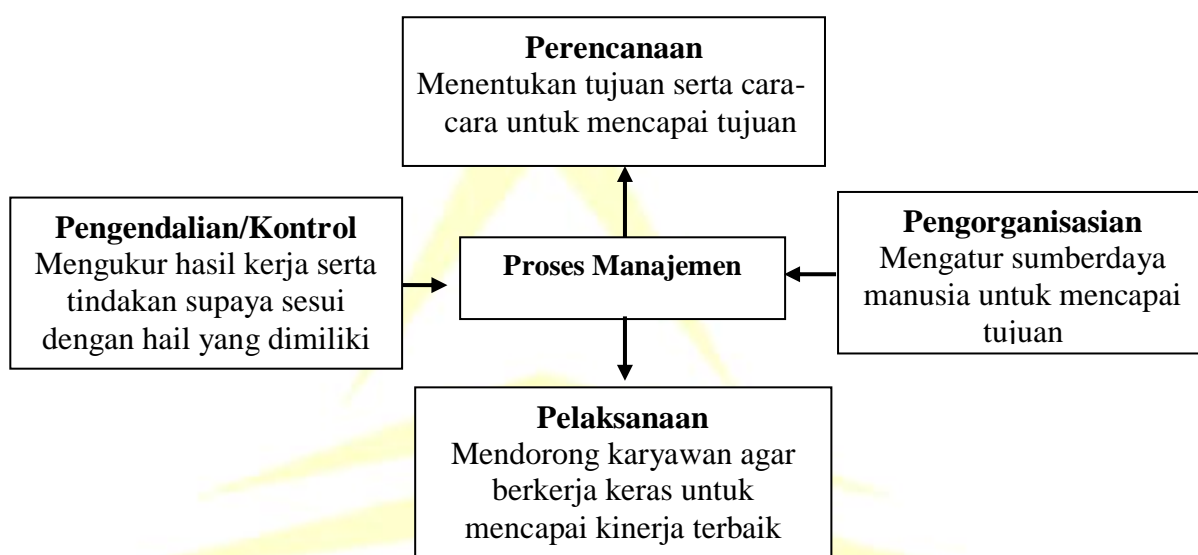 Perencanaan
Menentukan tujuan serta cara-
cara untuk mencapai tujuan
Pengendalian/Kontrol
Mengukur hasil kerja serta
tindakan supaya sesui
dengan hail yang dimiliki
Proses Manajemen
Pengorganisasian
Mengatur sumberdaya
manusia untuk mencapai
tujuan
Pelaksanaan
Mendorong karyawan agar
berkerja keras untuk
mencapai kinerja terbaik